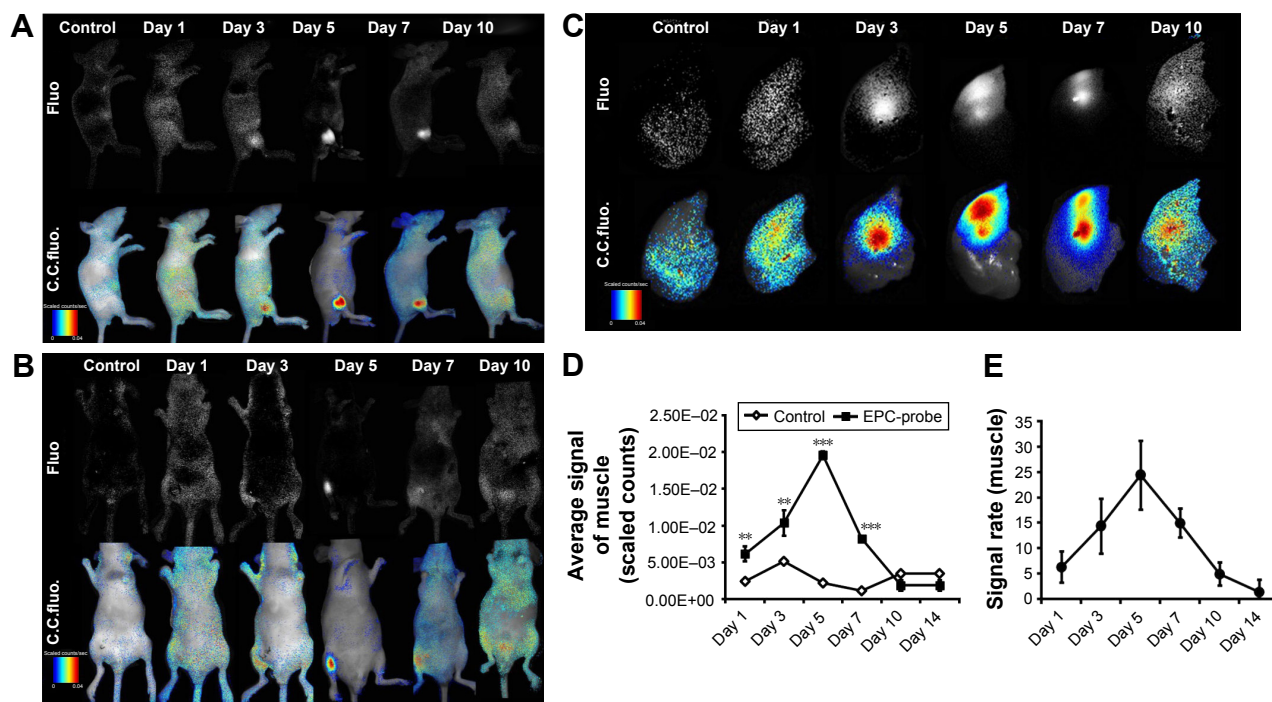 A
Control Day 1 Day 3 Day 5 Day 7 Day 10
Fluo
C.C.fluo.
Scaled counts/sec
0 0.04
B
Control Day 1 Day 3 Day 5 Day 7 Day 10
Fluo
C.C.fluo.
Scaled counts/sec
0 0.04
C
Control Day 1 Day 3 Day 5 Day 7 Day 10
Fluo
C.C.fluo.
Scaled counts/sec
0 0.04
D
Average signal
of muscle
(scaled counts)
2.50E–02
2.00E–02
1.50E–02
1.00E–02
5.00E–03
0.00E+00
Control EPC-probe
**
**
***
***
Day 1 Day 3 Day 5 Day 7 Day 10 Day 14
E
Signal rate (muscle)
35
30
25
20
15
10
5
0
Day 1 Day 3 Day 5 Day 7 Day 10 Day 14